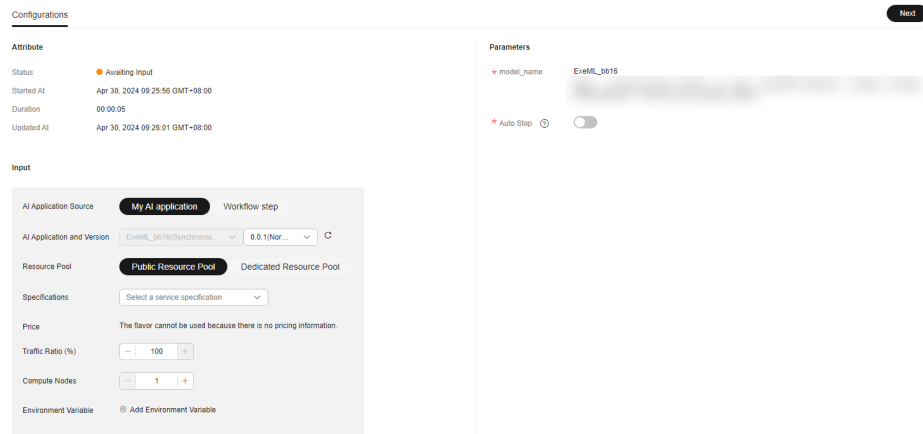 Configurations
Next
Attribute
Status Awaiting Input
Started At Apr 30, 2024 09:25:56 GMT+08:00
Duration 00:00:05
Updated At Apr 30, 2024 09:26:01 GMT+08:00
Input
AI Application Source My AI application Workflow step
AI Application and Version ExeML_bb16(Synchronou... 0.0.1(Nor...
Resource Pool Public Resource Pool Dedicated Resource Pool
Specifications Select a service specification
Price The flavor cannot be used because there is no pricing information.
Traffic Ratio (%) − 100 +
Compute Nodes − 1 +
Environment Variable Add Environment Variable
Parameters
* model_name ExeML_bb16
* Auto Stop ?